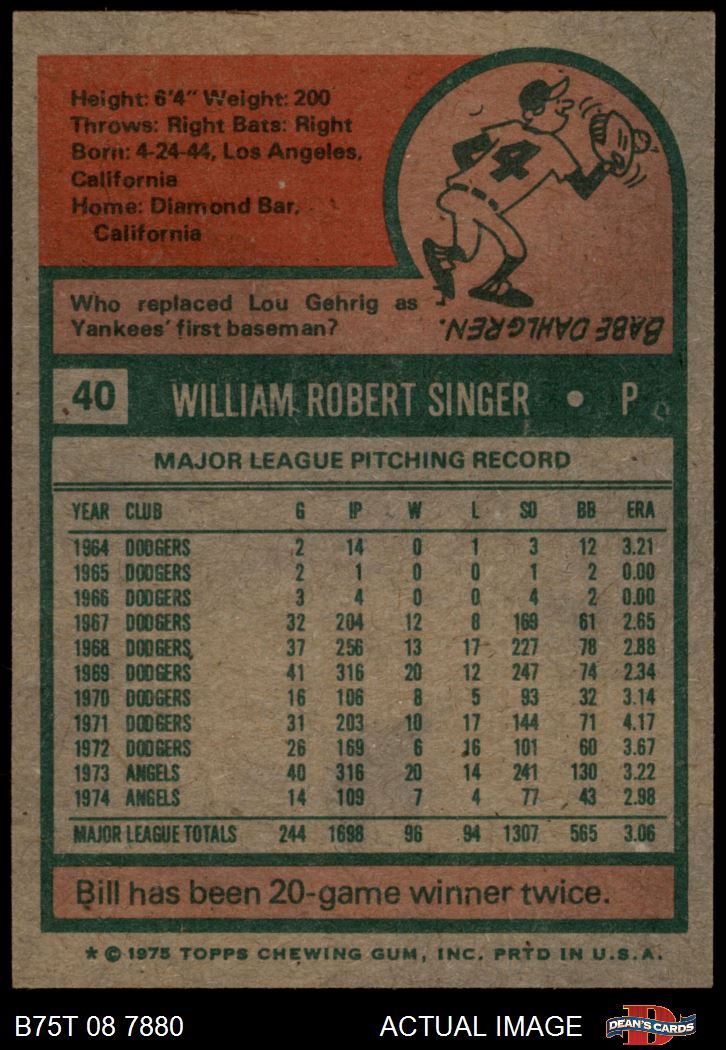 Height: 6'4" Weight: 200
Throws: Right Bats: Right
Born: 4-24-44, Los Angeles,
California
Home: Diamond Bar,
California
4
Who replaced Lou Gehrig as
Yankees' first baseman?
BABE DAHLGREN.
40 WILLIAM ROBERT SINGER • P
MAJOR LEAGUE PITCHING RECORD
YEAR CLUB G IP W L SO BB ERA
1964 DODGERS 2 14 0 1 3 12 3.21
1965 DODGERS 2 1 0 0 1 2 0.00
1966 DODGERS 3 4 0 0 4 2 0.00
1967 DODGERS 32 204 12 8 169 61 2.65
1968 DODGERS 37 256 13 17 227 78 2.88
1969 DODGERS 41 316 20 12 247 74 2.34
1970 DODGERS 16 106 8 5 93 32 3.14
1971 DODGERS 31 203 10 17 144 71 4.17
1972 DODGERS 26 169 6 16 101 60 3.67
1973 ANGELS 40 316 20 14 241 130 3.22
1974 ANGELS 14 109 7 4 77 43 2.98
MAJOR LEAGUE TOTALS 244 1698 96 94 1307 565 3.06
Bill has been 20-game winner twice.
* © 1975 TOPPS CHEWING GUM, INC. PRTD IN U.S.A.
B75T 08 7880 ACTUAL IMAGE D DEAN'S CARDS